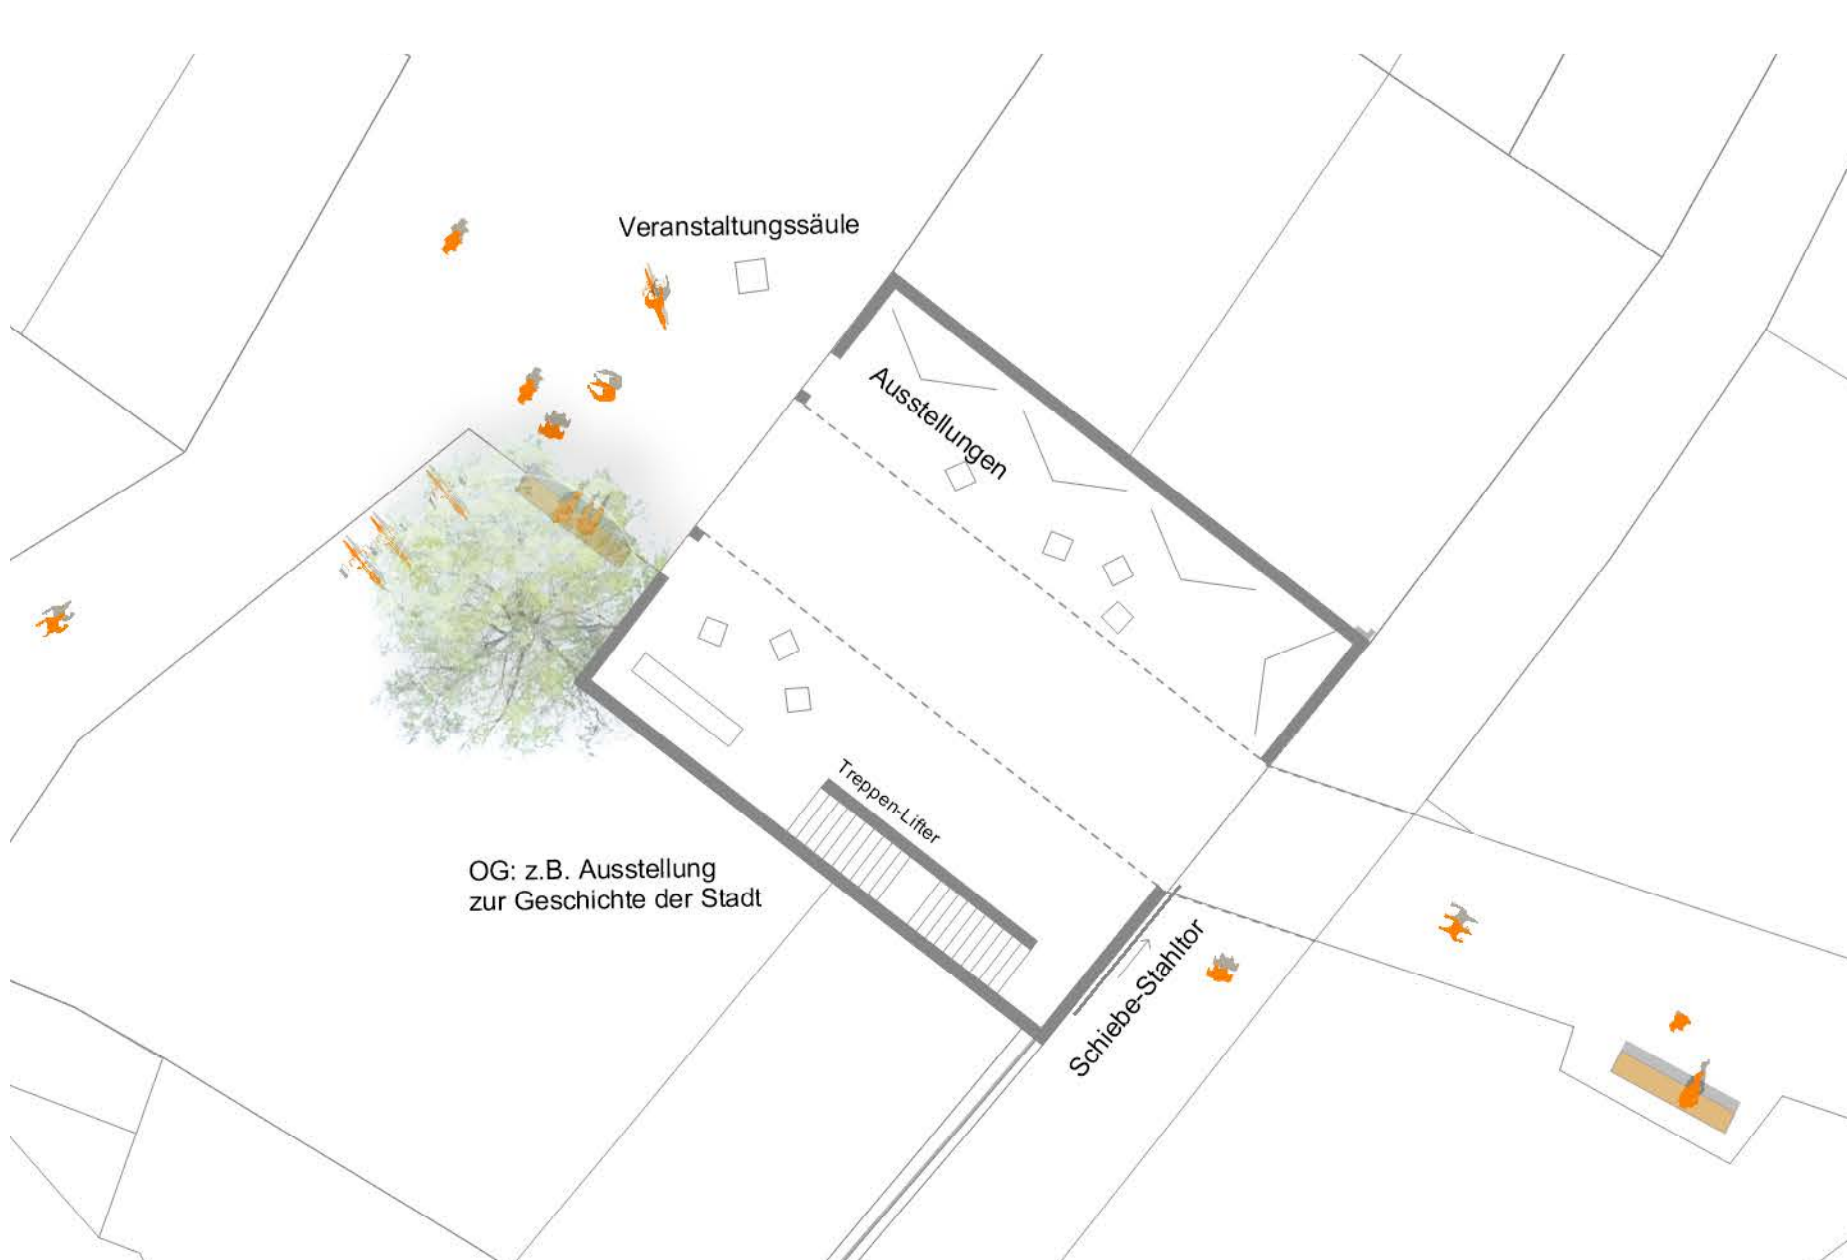 Veranstaltungssäule
Ausstellungen
Treppen-Lifter
OG: z.B. Ausstellung
zur Geschichte der Stadt
Schiebe-Stahltor